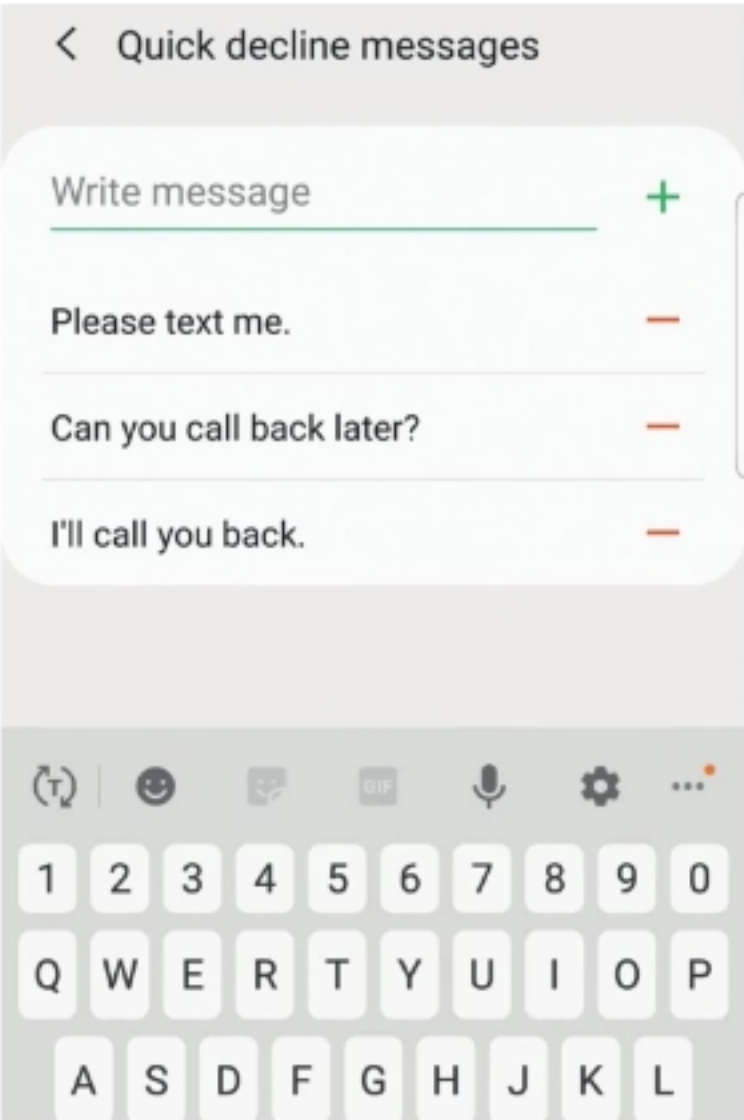 Quick decline messages
Write message
Please text me.
Can you call back later?
I'll call you back.
T GIF
1 2 3 4 5 6 7 8 9 0
Q W E R T Y U I O P
A S D F G H J K L